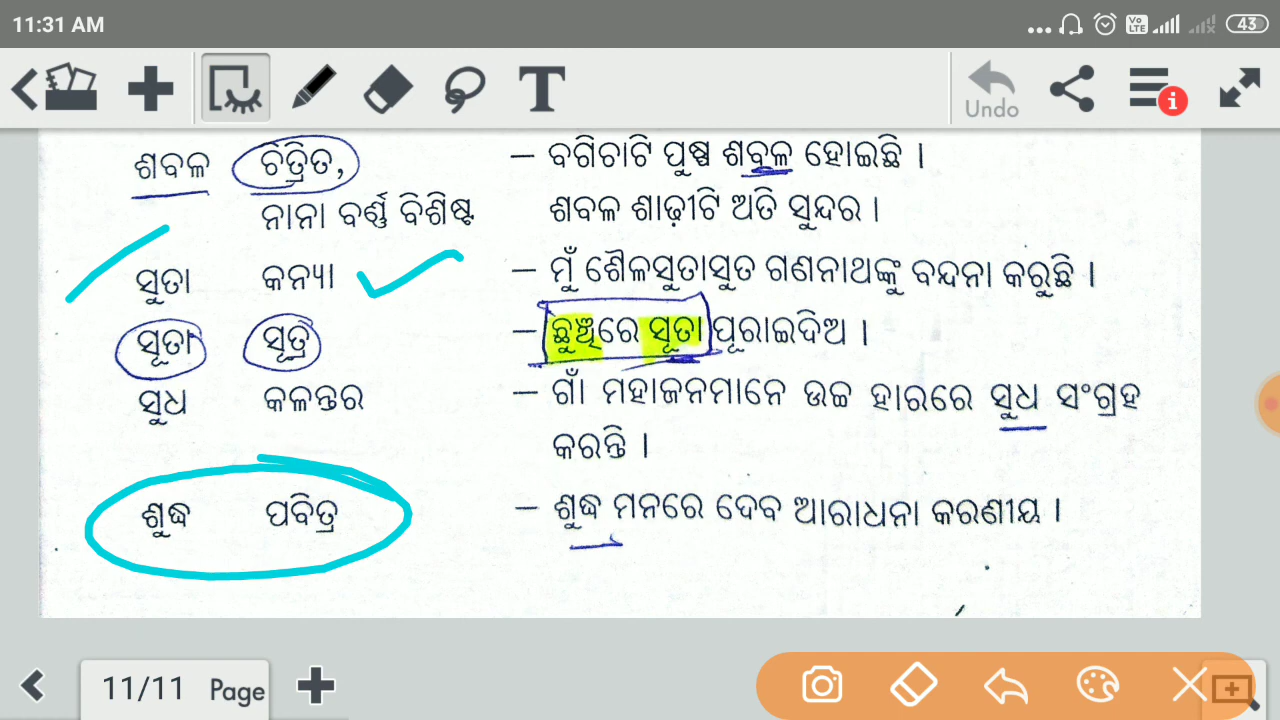 11:31 AM
43
T
Undo
ଶବଳ ଚିତ୍ରିତ, — ବଗିଚାଟି ପୁଷ୍ପ ଶବଳ ହୋଇଛି ।
ନାନା ବର୍ଣ୍ଣ ବିଶିଷ୍ଟ ଶବଳ ଶାଢ଼ୀଟି ଅତି ସୁନ୍ଦର ।
ସୁତା କନ୍ୟା — ମୁଁ ଶୈଳସୁତାସୁତ ଗଣନାଥଙ୍କୁ ବନ୍ଦନା କରୁଛି ।
ସୂତା ସୂତ୍ର — ଛୁଞ୍ଚିରେ ସୂତା ପୂରାଇଦିଅ ।
ସୁଧ କଳନ୍ତର — ଗାଁ ମହାଜନମାନେ ଉଚ୍ଚ ହାରରେ ସୁଧ ସଂଗ୍ରହ
କରନ୍ତି ।
ଶୁଦ୍ଧ ପବିତ୍ର — ଶୁଦ୍ଧ ମନରେ ଦେବ ଆରାଧନା କରଣୀୟ ।
11/11 Page